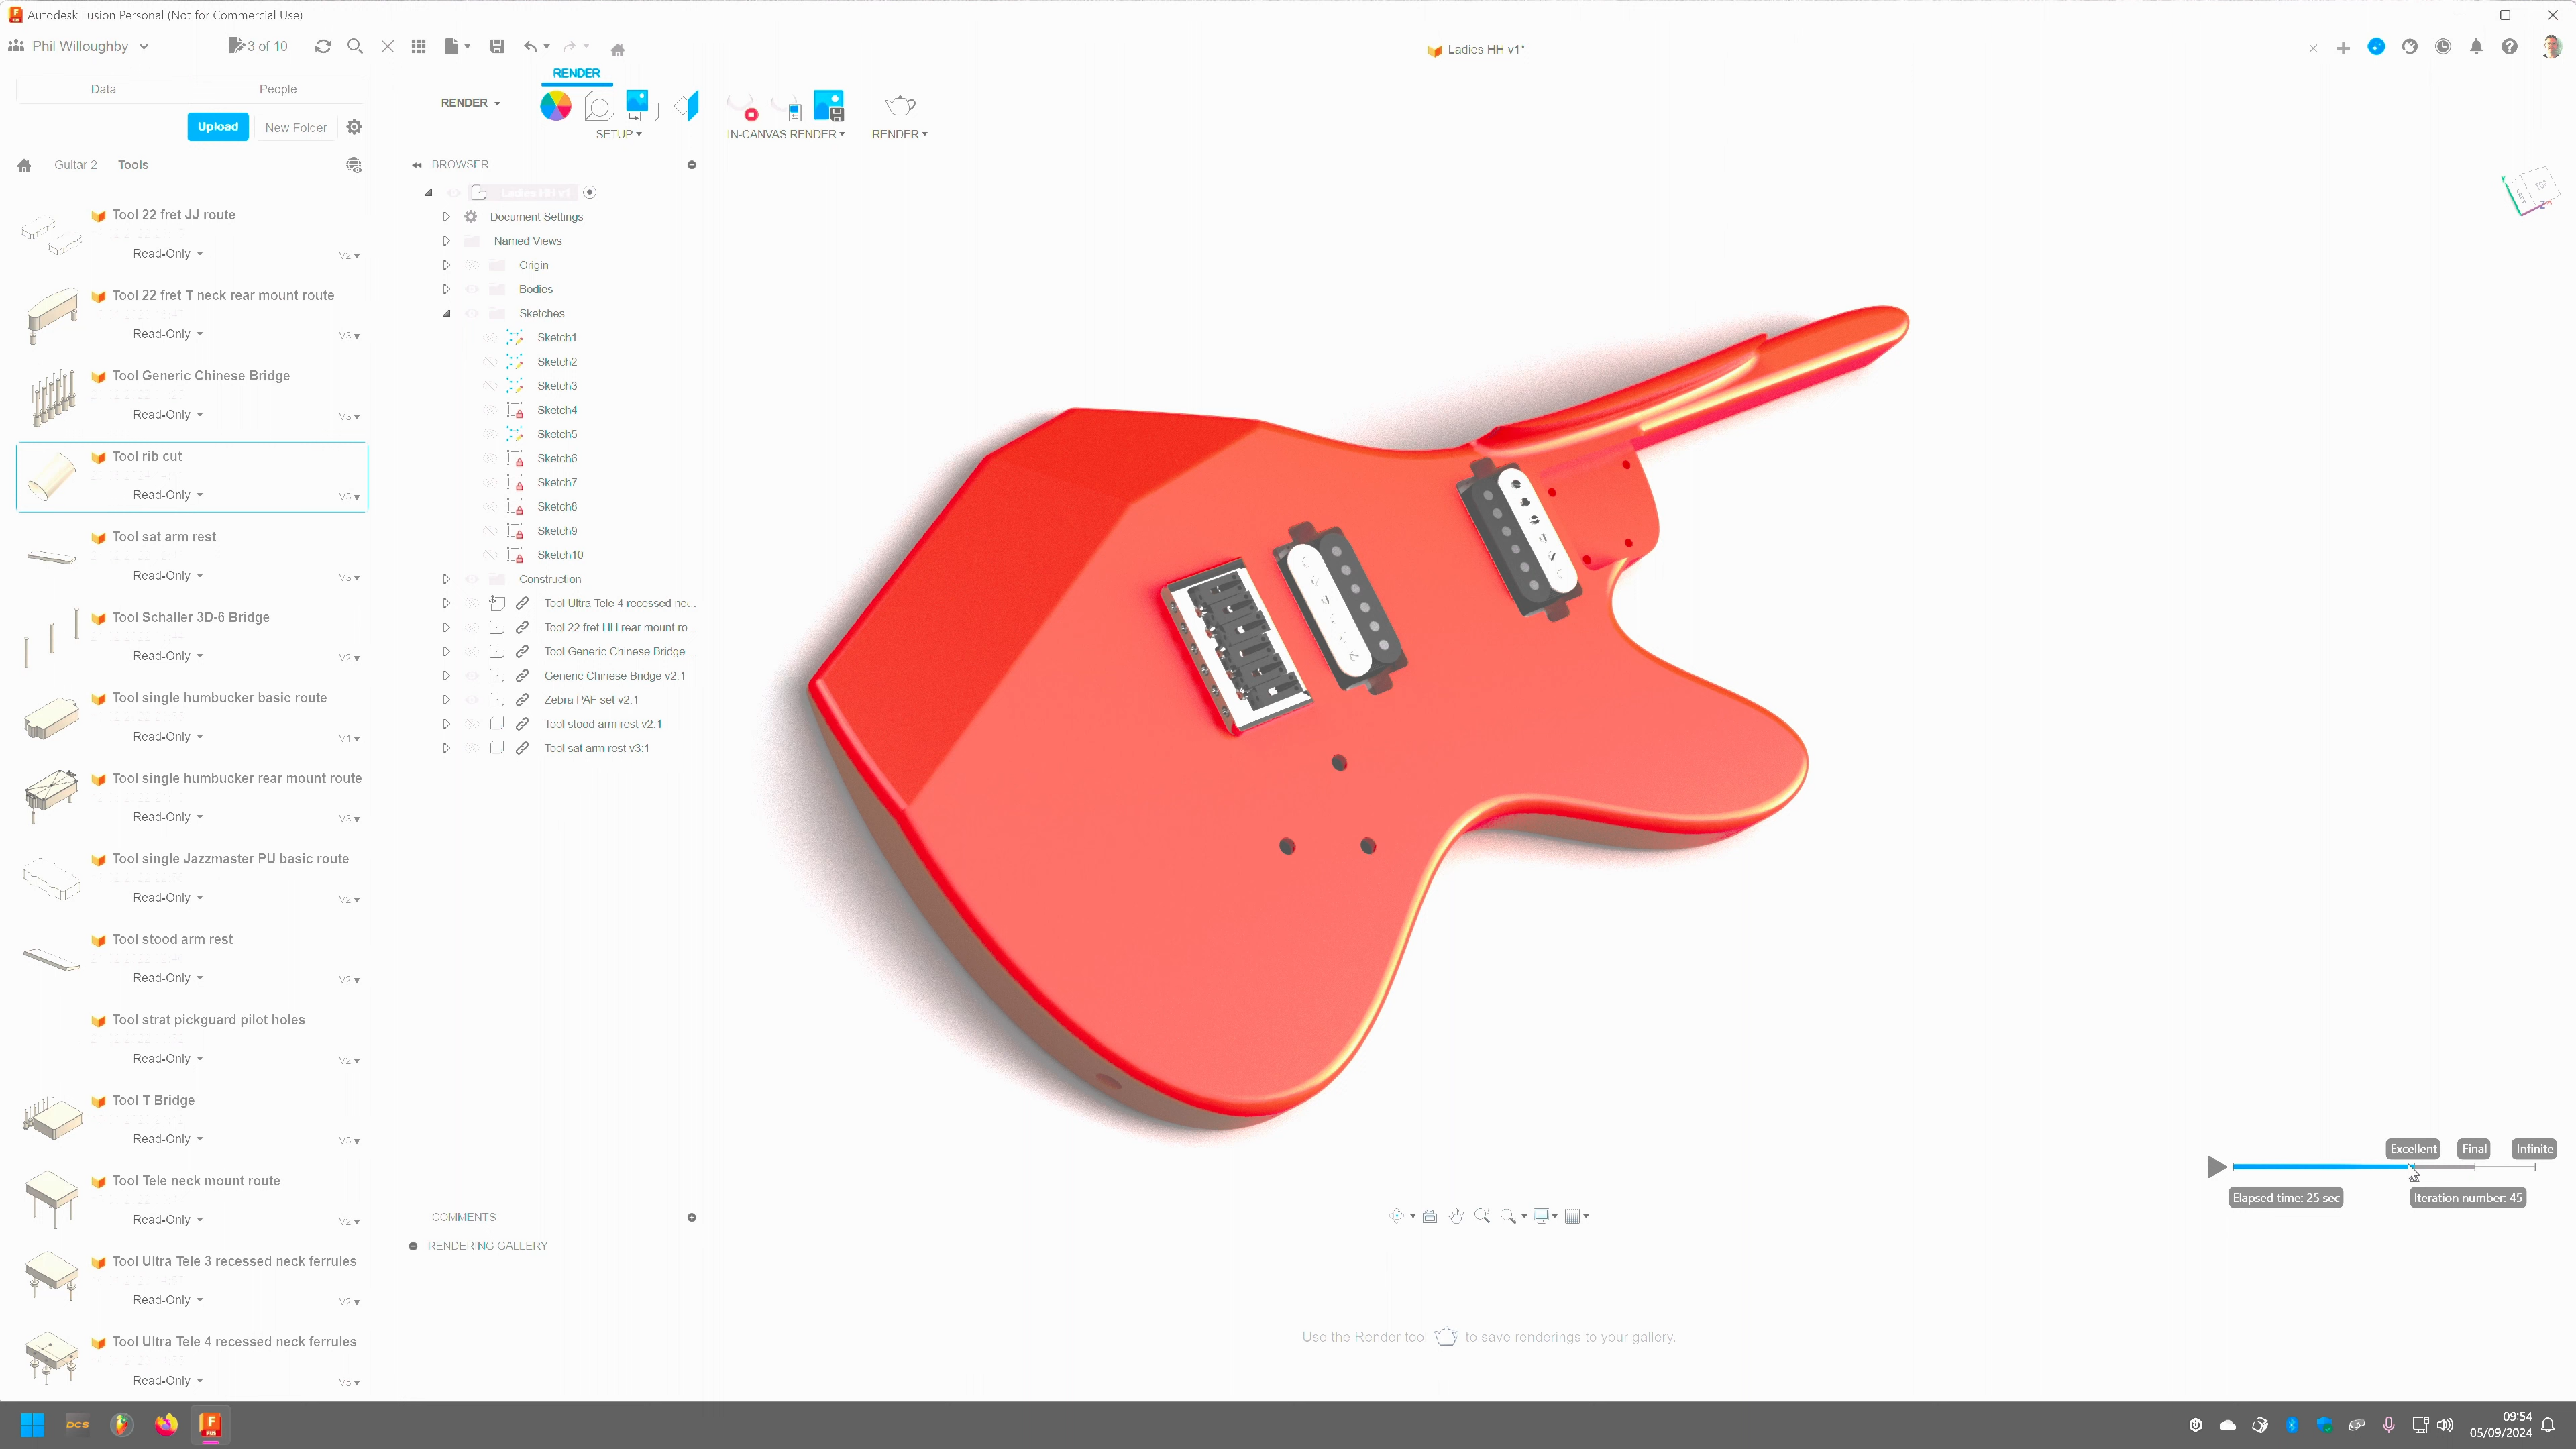 Autodesk Fusion Personal (Not for Commercial Use)
Phil Willoughby
3 of 10
Ladies HH v1*
Data
People
Upload
New Folder
Guitar 2
Tools
Tool 22 fret JJ route
Read-Only
V2
Tool 22 fret T neck rear mount route
Read-Only
V3
Tool Generic Chinese Bridge
Read-Only
V3
Tool rib cut
Read-Only
V5
Tool sat arm rest
Read-Only
V3
Tool Schaller 3D-6 Bridge
Read-Only
V2
Tool single humbucker basic route
Read-Only
V1
Tool single humbucker rear mount route
Read-Only
V3
Tool single Jazzmaster PU basic route
Read-Only
V2
Tool stood arm rest
Read-Only
V2
Tool strat pickguard pilot holes
Read-Only
V2
Tool T Bridge
Read-Only
V5
Tool Tele neck mount route
Read-Only
V2
Tool Ultra Tele 3 recessed neck ferrules
Read-Only
V2
Tool Ultra Tele 4 recessed neck ferrules
Read-Only
V5
RENDER
RENDER
SETUP
IN-CANVAS RENDER
RENDER
BROWSER
Ladies HH v1
Document Settings
Named Views
Origin
Bodies
Sketches
Sketch1
Sketch2
Sketch3
Sketch4
Sketch5
Sketch6
Sketch7
Sketch8
Sketch9
Sketch10
Construction
Tool Ultra Tele 4 recessed ne...
Tool 22 fret HH rear mount ro...
Tool Generic Chinese Bridge ...
Generic Chinese Bridge v2:1
Zebra PAF set v2:1
Tool stood arm rest v2:1
Tool sat arm rest v3:1
COMMENTS
RENDERING GALLERY
TOP
Excellent
Final
Infinite
Elapsed time: 25 sec
Iteration number: 45
Use the Render tool to save renderings to your gallery.
DCS
F
FUS
09:54
05/09/2024